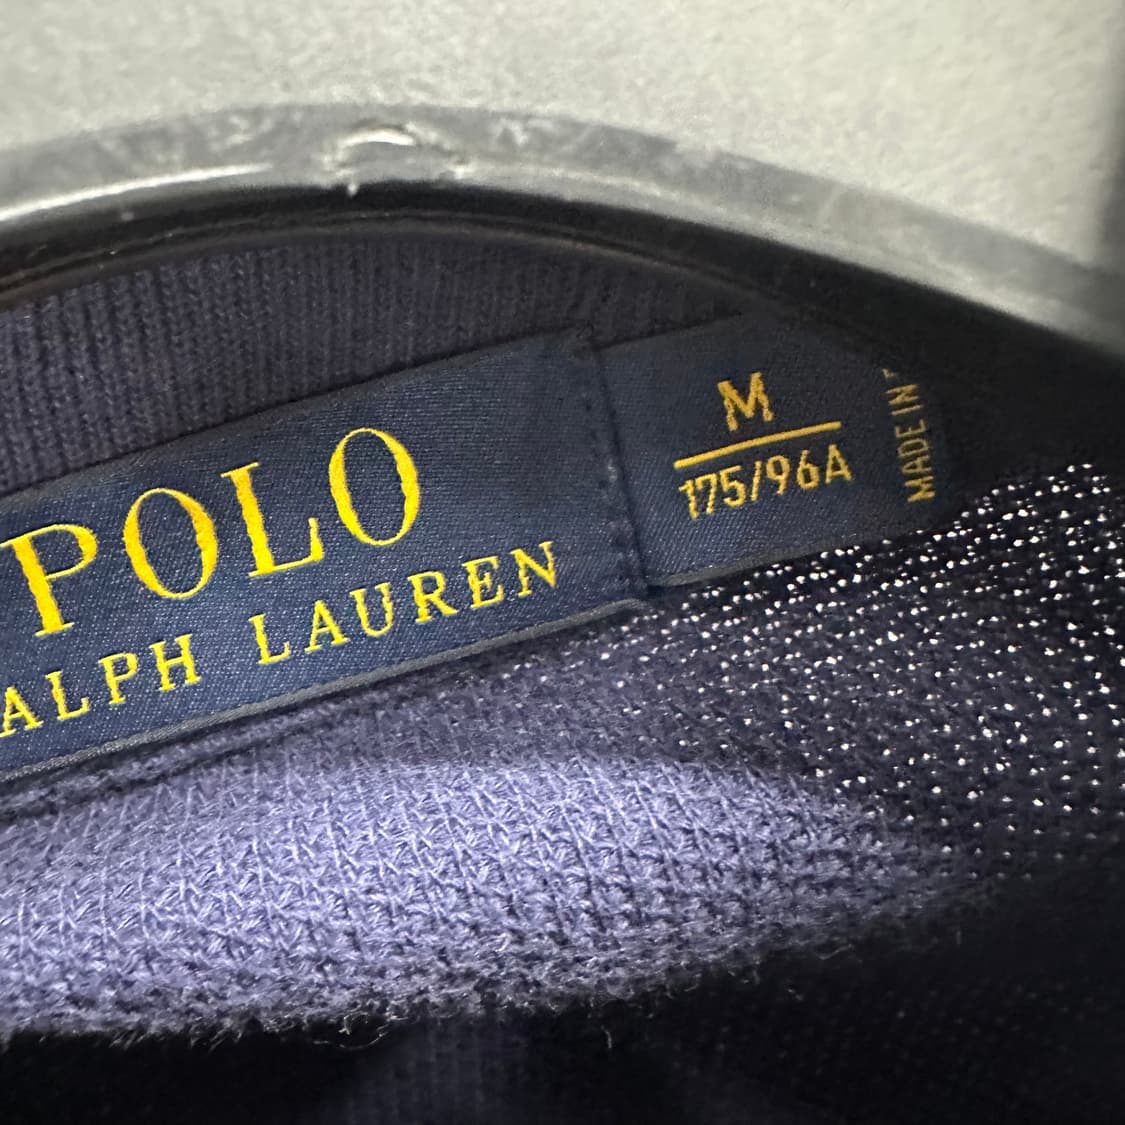 POLO
ALPH LAUREN
M
175/96A
MADE IN